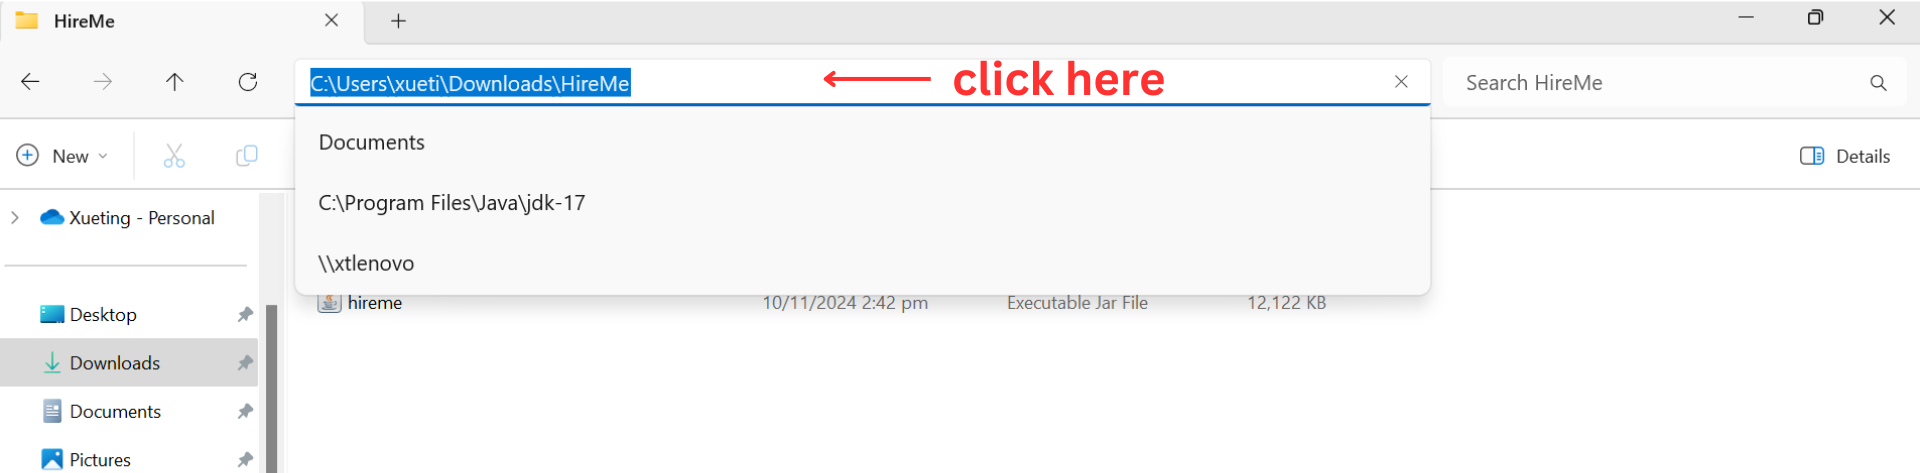 HireMe
C:\Users\xueti\Downloads\HireMe
click here
Search HireMe
New
Details
Documents
C:\Program Files\Java\jdk-17
\\xtlenovo
hireme 10/11/2024 2:42 pm Executable Jar File 12,122 KB
Xueting - Personal
Desktop
Downloads
Documents
Pictures